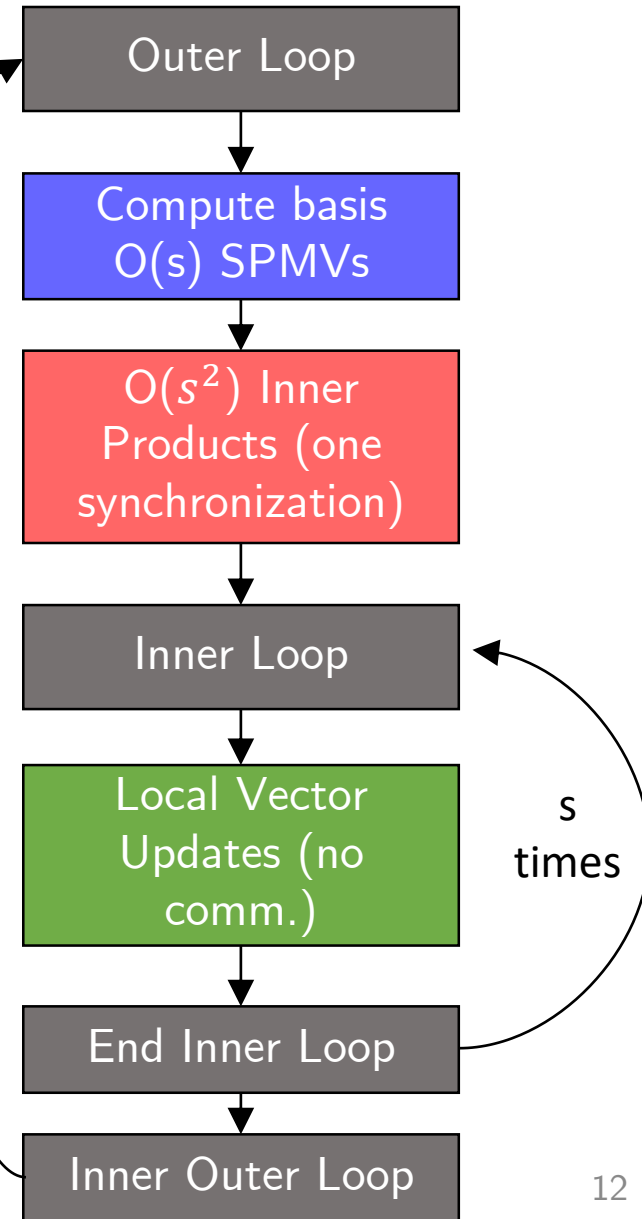 Outer Loop
Compute basis
O(s) SPMVs
O(s²) Inner
Products (one
synchronization)
Inner Loop
Local Vector
Updates (no
comm.)
s
times
End Inner Loop
Inner Outer Loop
12